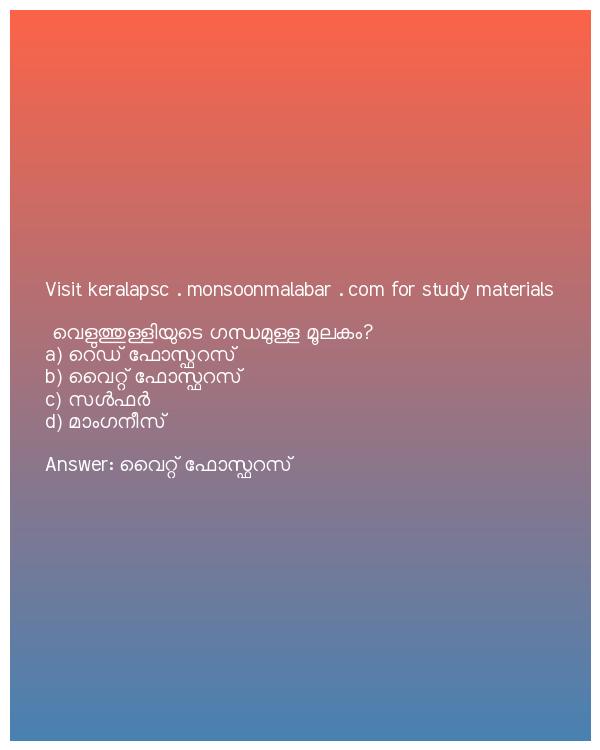 Visit keralapsc . monsoonmalabar . com for study materials
വെളുത്തുള്ളിയുടെ ഗന്ധമുള്ള മൂലകം?
a) റെഡ് ഫോസ്ഫറസ്
b) വൈറ്റ് ഫോസ്ഫറസ്
c) സൾഫർ
d) മാംഗനീസ്
Answer: വൈറ്റ് ഫോസ്ഫറസ്